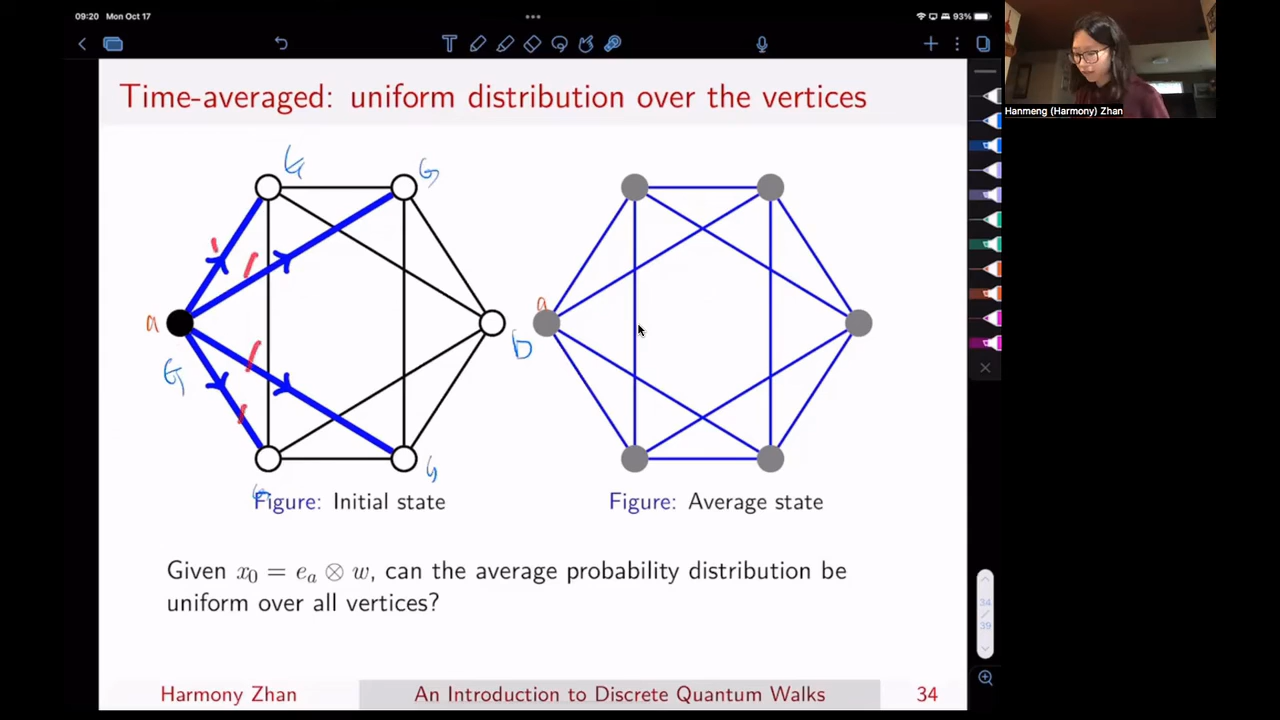 09:20 Mon Oct 17
93%
Hanmeng (Harmony) Zhan
Time-averaged: uniform distribution over the vertices
G
a
a
b
Figure: Initial state
Figure: Average state
Given x₀ = eₐ ⊗ w, can the average probability distribution be
uniform over all vertices?
34
/
39
Harmony Zhan
An Introduction to Discrete Quantum Walks
34